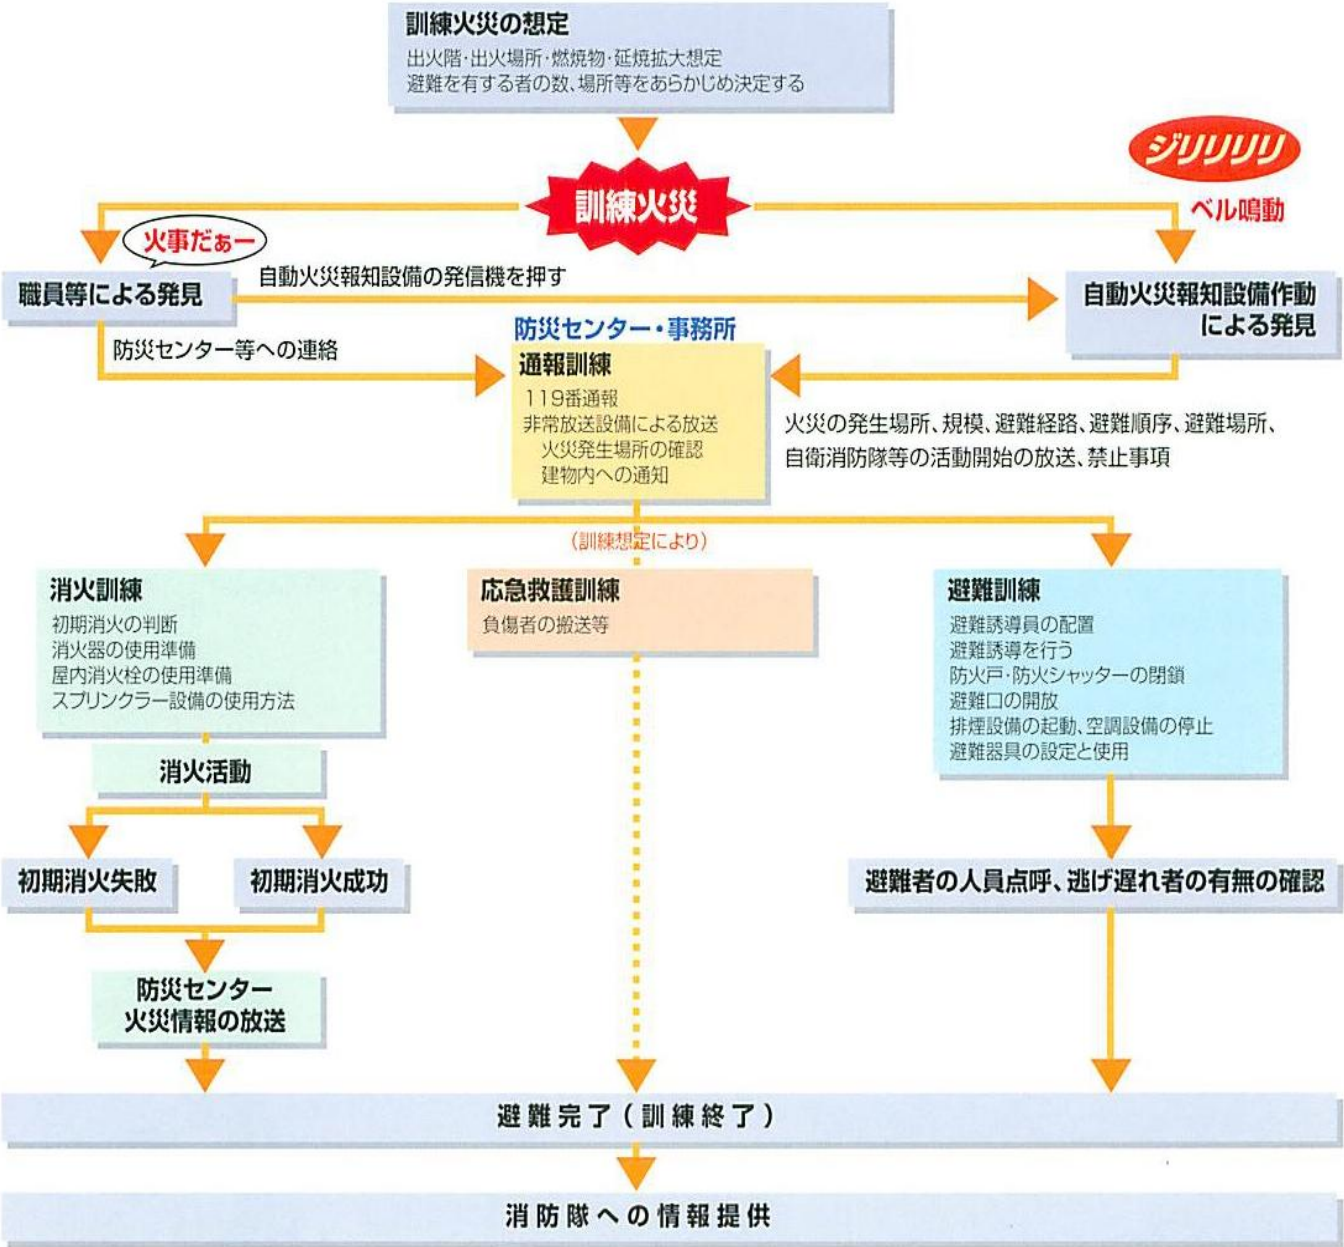 訓練火災の想定
出火階・出火場所・燃焼物・延焼拡大想定
避難を有する者の数、場所等をあらかじめ決定する
ジリリリリ
訓練火災
ベル鳴動
火事だぁー
職員等による発見
自動火災報知設備の発信機を押す
自動火災報知設備作動
による発見
防災センター等への連絡
防災センター・事務所
通報訓練
119番通報
非常放送設備による放送
火災発生場所の確認
建物内への通知
火災の発生場所、規模、避難経路、避難順序、避難場所、
自衛消防隊等の活動開始の放送、禁止事項
(訓練想定により)
消火訓練
初期消火の判断
消火器の使用準備
屋内消火栓の使用準備
スプリンクラー設備の使用方法
応急救護訓練
負傷者の搬送等
避難訓練
避難誘導員の配置
避難誘導を行う
防火戸・防火シャッターの閉鎖
避難口の開放
排煙設備の起動、空調設備の停止
避難器具の設定と使用
消火活動
初期消火失敗
初期消火成功
避難者の人員点呼、逃げ遅れ者の有無の確認
防災センター
火災情報の放送
避難完了(訓練終了)
消防隊への情報提供